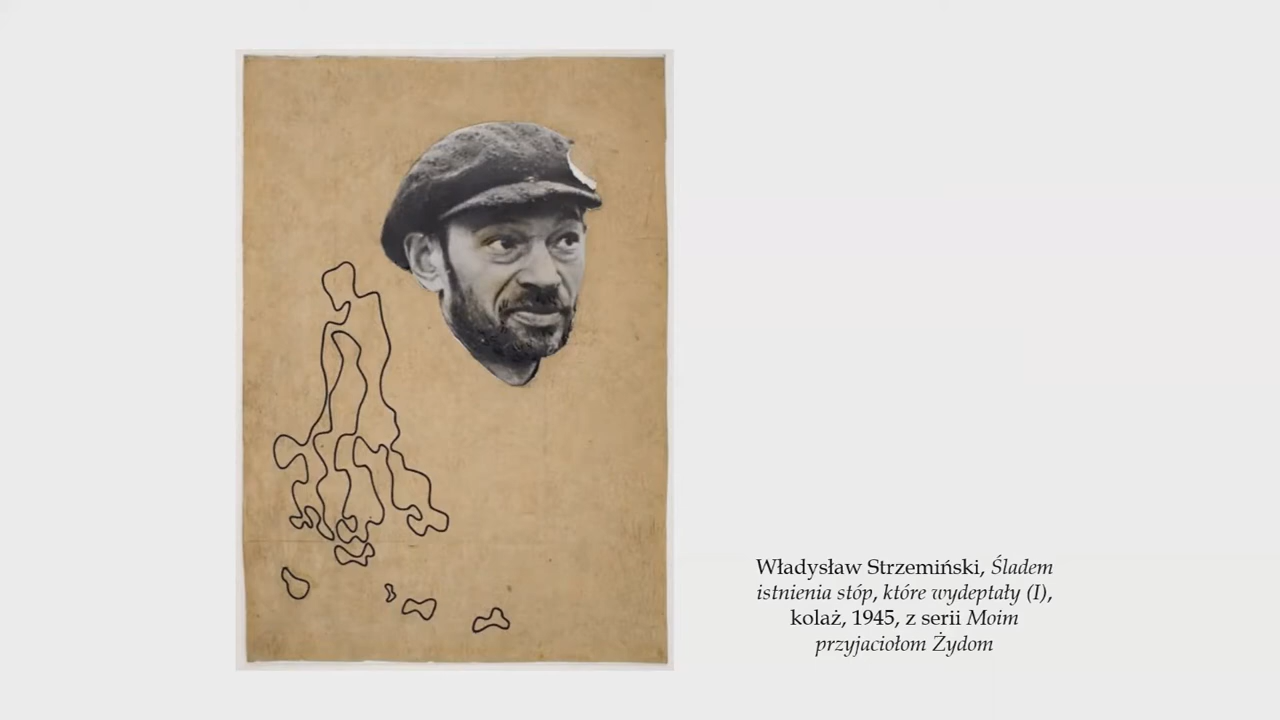 Władysław Strzemiński, Śladem
istnienia stóp, które wydeptały (I),
kolaż, 1945, z serii Moim
przyjaciołom Żydom